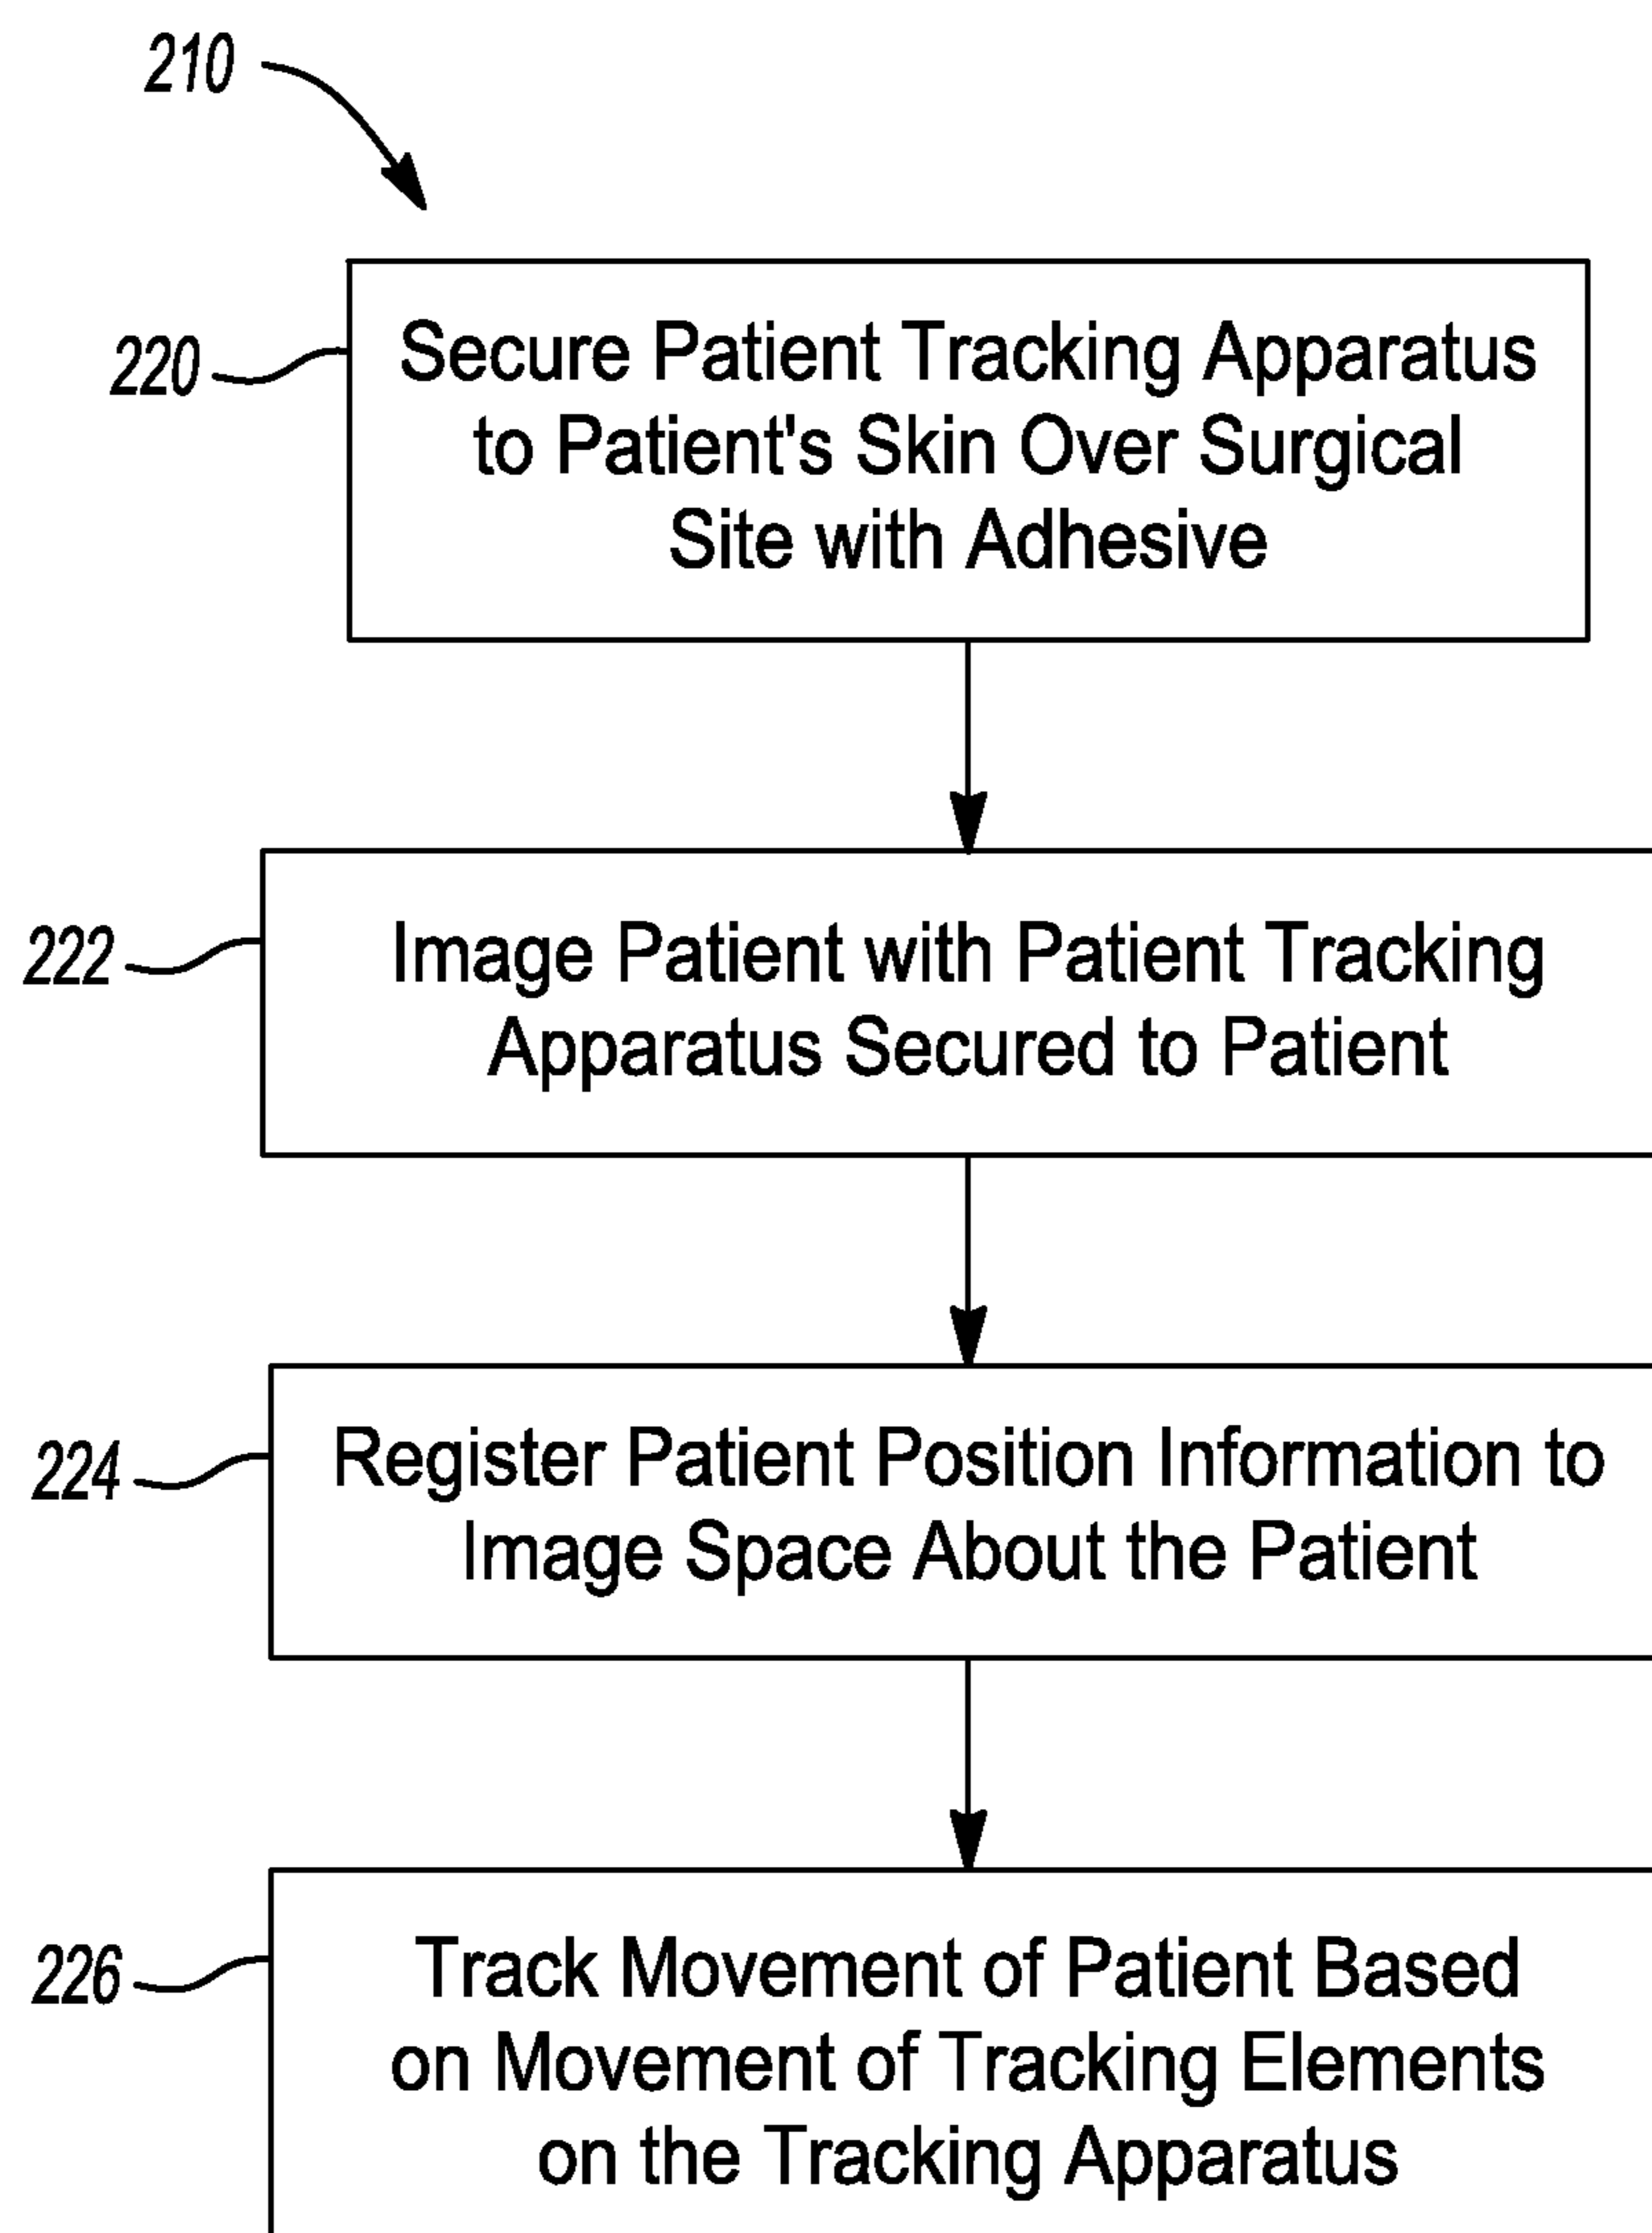 210
220
Secure Patient Tracking Apparatus
to Patient's Skin Over Surgical
Site with Adhesive
222
Image Patient with Patient Tracking
Apparatus Secured to Patient
224
Register Patient Position Information to
Image Space About the Patient
226
Track Movement of Patient Based
on Movement of Tracking Elements
on the Tracking Apparatus